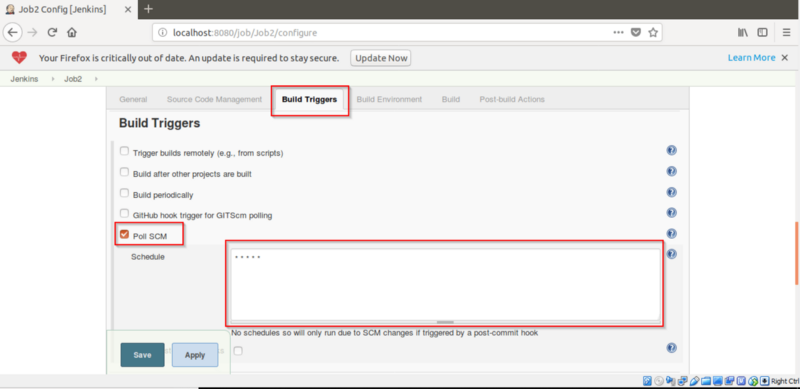 Job2 Config [Jenkins]
localhost:8080/job/Job2/configure
Your Firefox is critically out of date. An update is required to stay secure. Update Now Learn More
Jenkins Job2
General Source Code Management Build Triggers Build Environment Build Post-build Actions
Build Triggers
Trigger builds remotely (e.g., from scripts)
Build after other projects are built
Build periodically
GitHub hook trigger for GITScm polling
Poll SCM
Schedule * * * * *
No schedules so will only run due to SCM changes if triggered by a post-commit hook
Save Apply
Right Ctrl